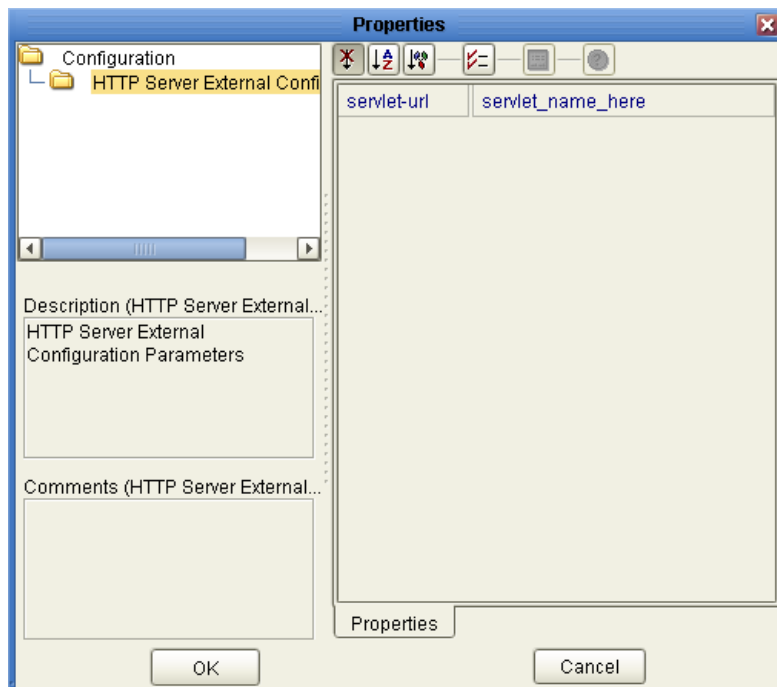 Properties
Configuration
HTTP Server External Confi
servlet-url servlet_name_here
Description (HTTP Server External...
HTTP Server External
Configuration Parameters
Comments (HTTP Server External...
Properties
OK
Cancel